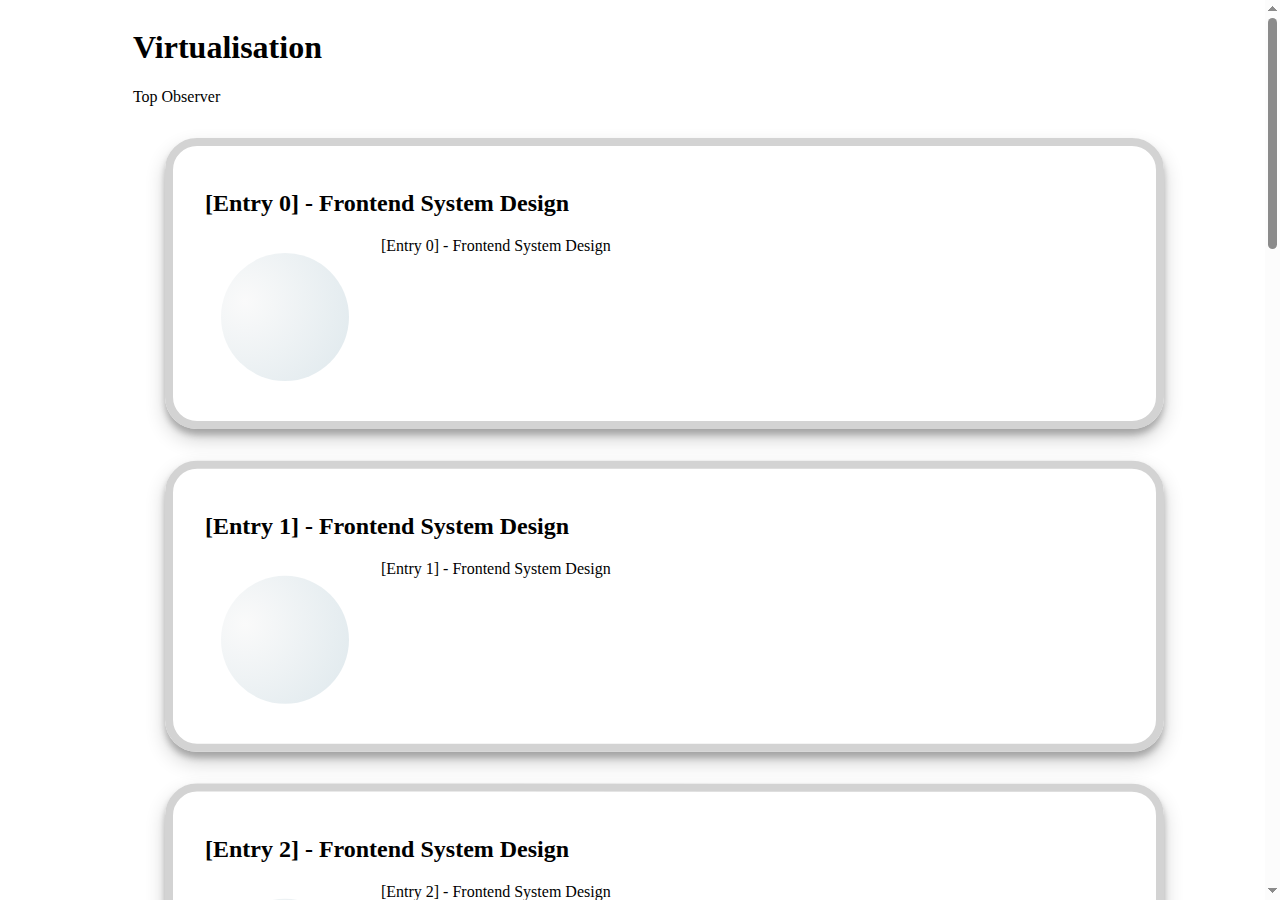 Virtualisation
Top Observer
[Entry 0] - Frontend System Design
[Entry 0] - Frontend System Design
[Entry 1] - Frontend System Design
[Entry 1] - Frontend System Design
[Entry 2] - Frontend System Design
[Entry 2] - Frontend System Design